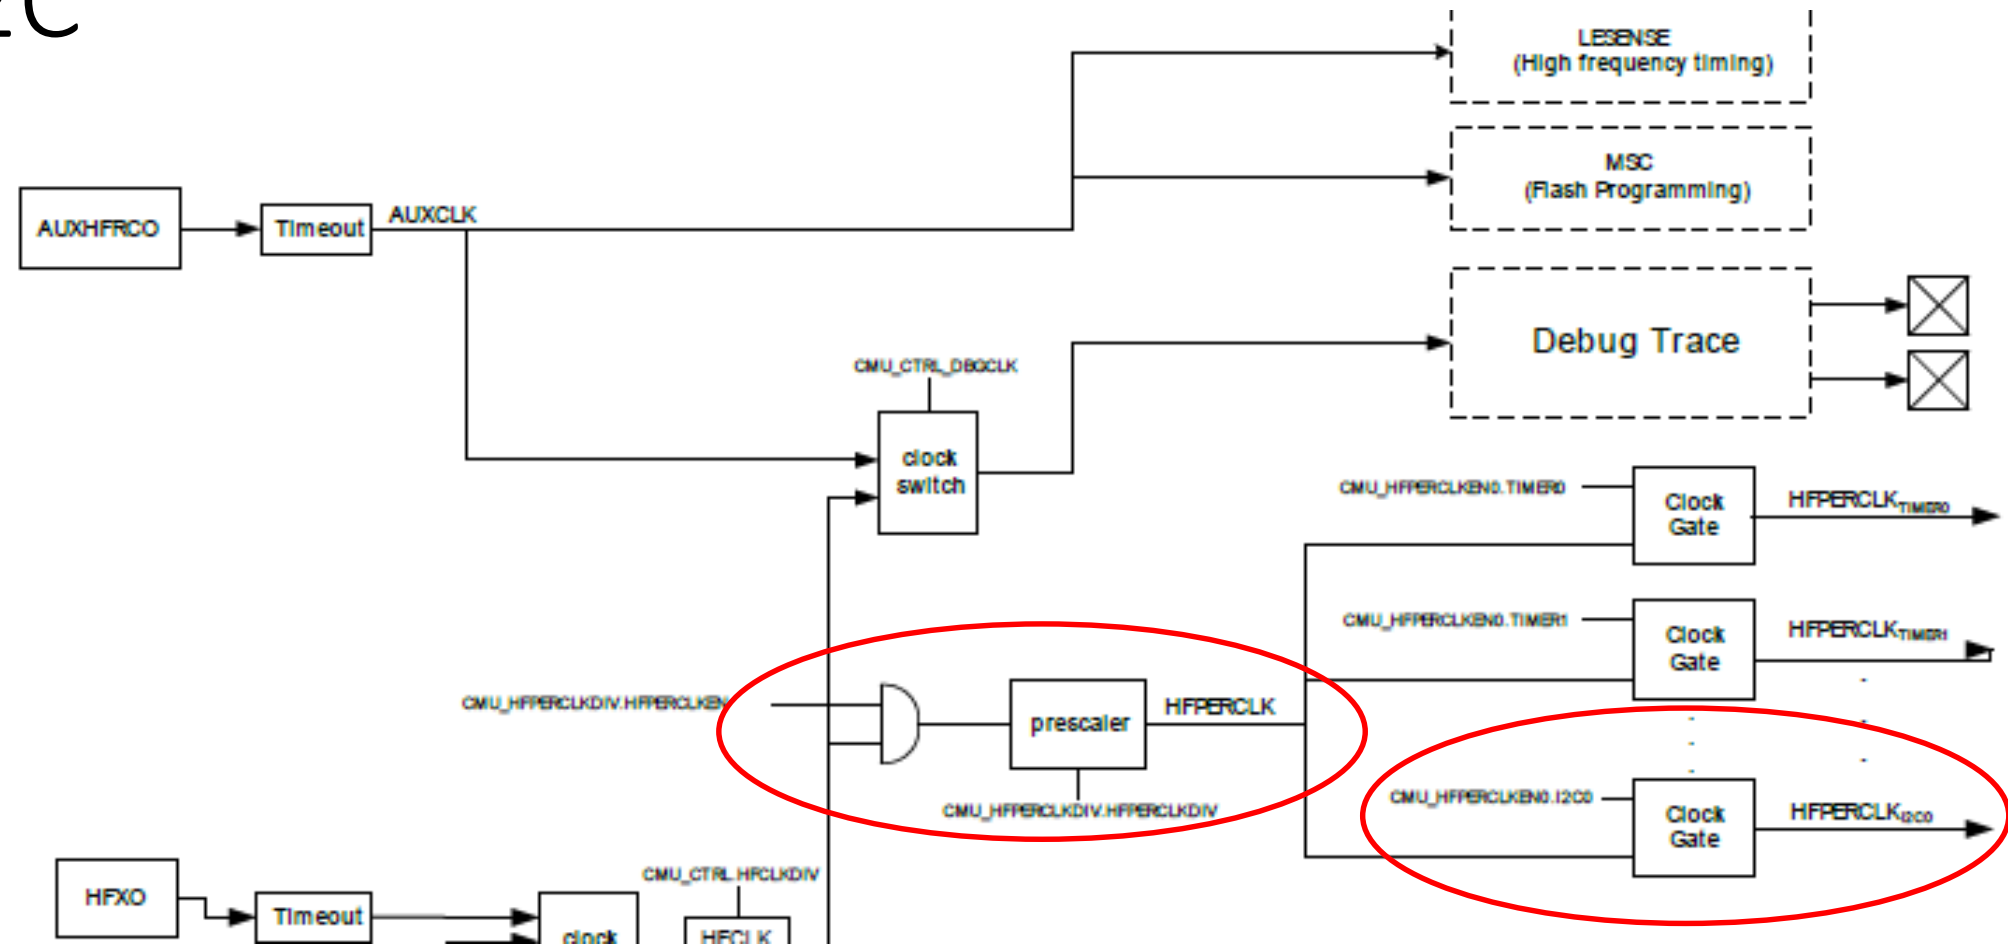 LESENSE
(High frequency timing)
MSC
(Flash Programming)
AUXHFRCO
Timeout
AUXCLK
Debug Trace
CMU_CTRL_DBGCLK
clock
switch
CMU_HFPERCLKEN0.TIMER0
Clock
Gate
HFPERCLKTIMER0
CMU_HFPERCLKEN0.TIMER1
Clock
Gate
HFPERCLKTIMER1
CMU_HFPERCLKDIV.HFPERCLKEN
prescaler
HFPERCLK
CMU_HFPERCLKDIV.HFPERCLKDIV
CMU_HFPERCLKEN0.I2C0
Clock
Gate
HFPERCLKI2C0
CMU_CTRL.HFCLKDIV
HFXO
Timeout
clock
HFCLK